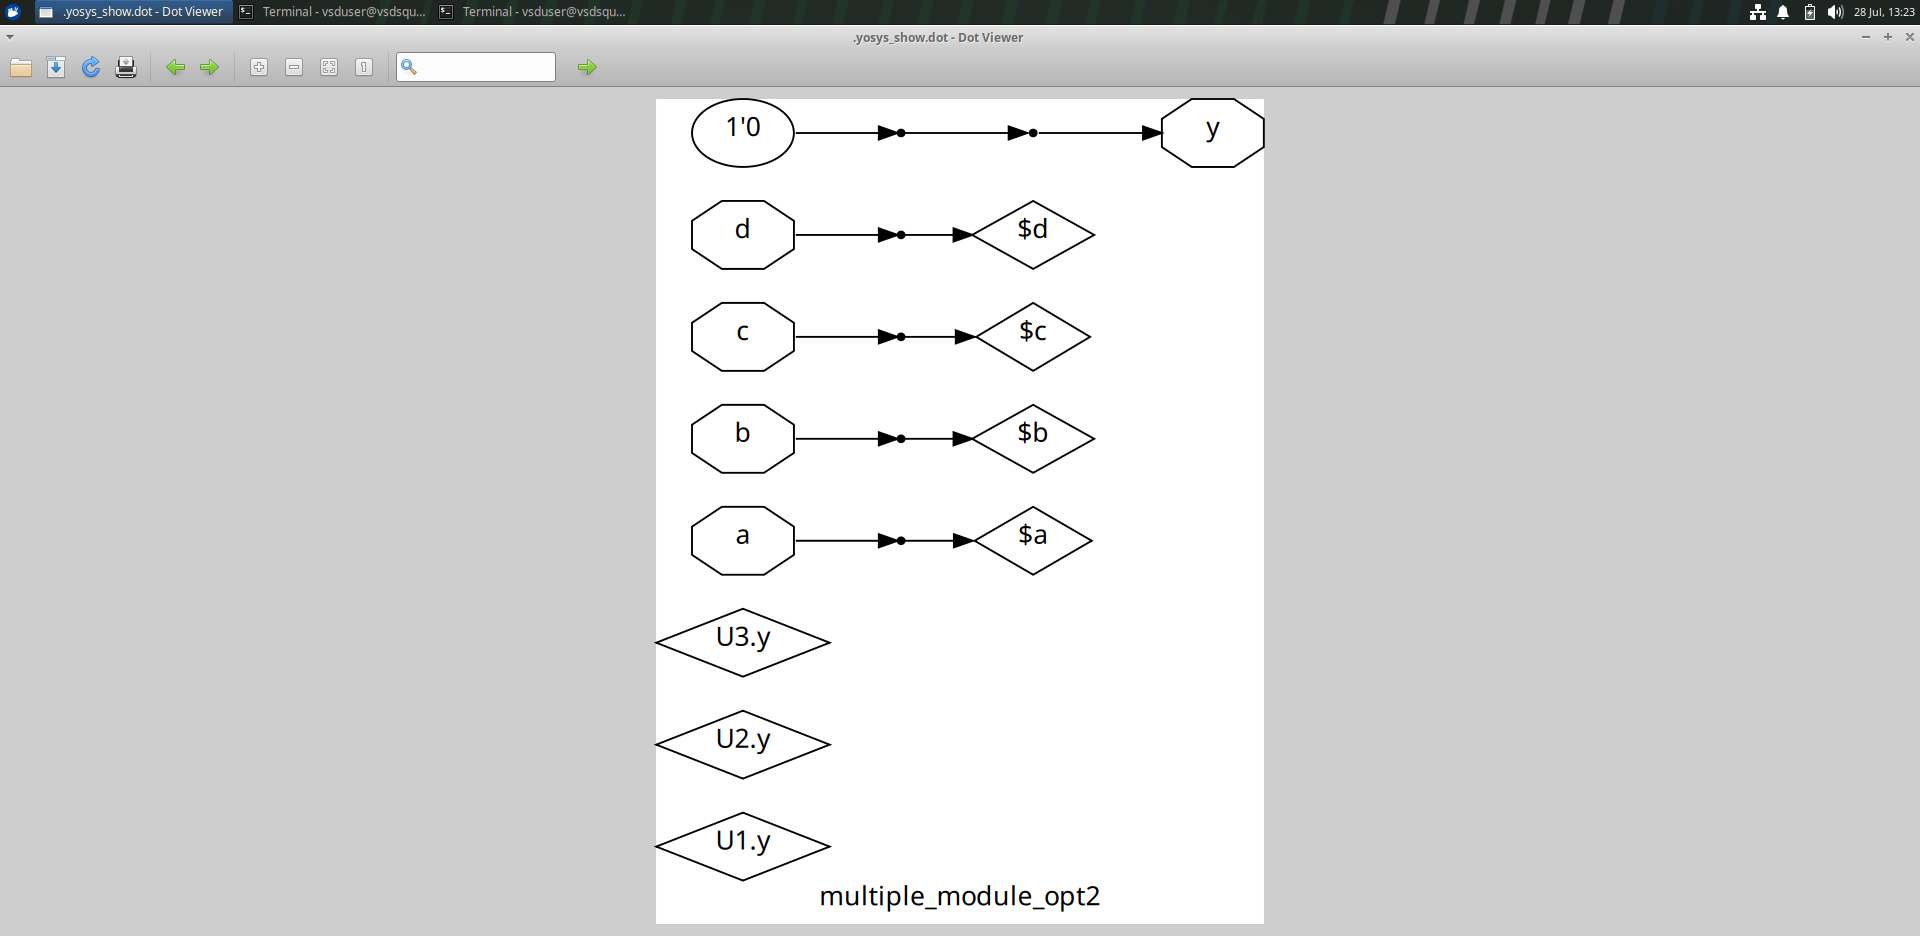 .yosys_show.dot - Dot Viewer
Terminal - vsduser@vsdsqu...
Terminal - vsduser@vsdsqu...
28 Jul, 13:23
.yosys_show.dot - Dot Viewer
1'0
y
d
$d
c
$c
b
$b
a
$a
U3.y
U2.y
U1.y
multiple_module_opt2